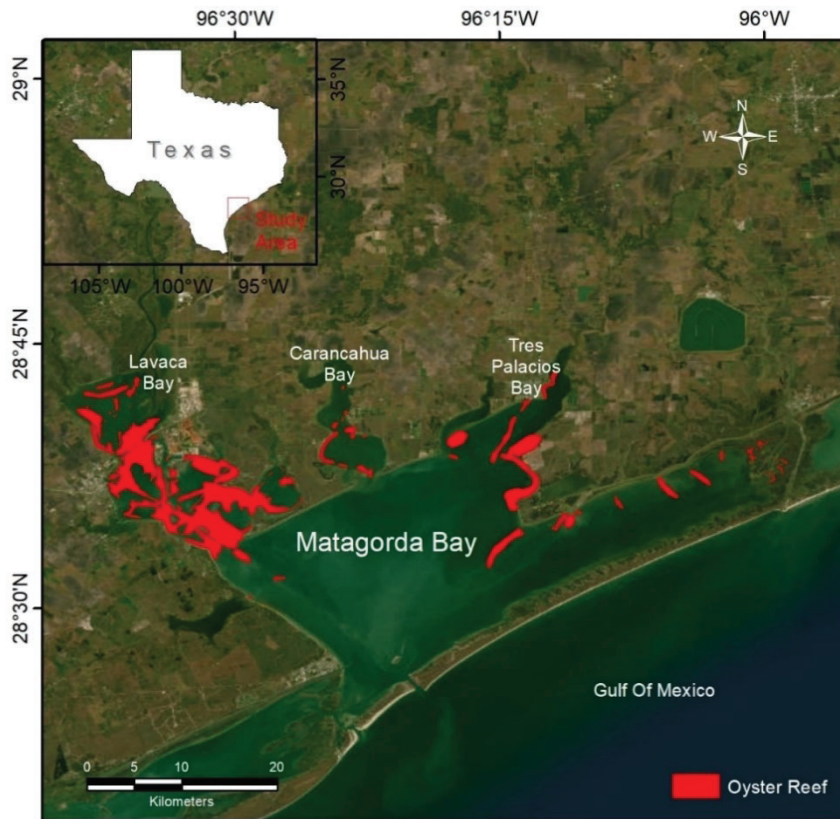 96°30'W
96°15'W
96°W
29°N
28°45'N
28°30'N
35°N
30°N
105°W
100°W
95°W
Texas
Study
Area
N
W
E
S
Lavaca
Bay
Carancahua
Bay
Tres
Palacios
Bay
Matagorda Bay
Gulf Of Mexico
0 5 10 20
Kilometers
Oyster Reef